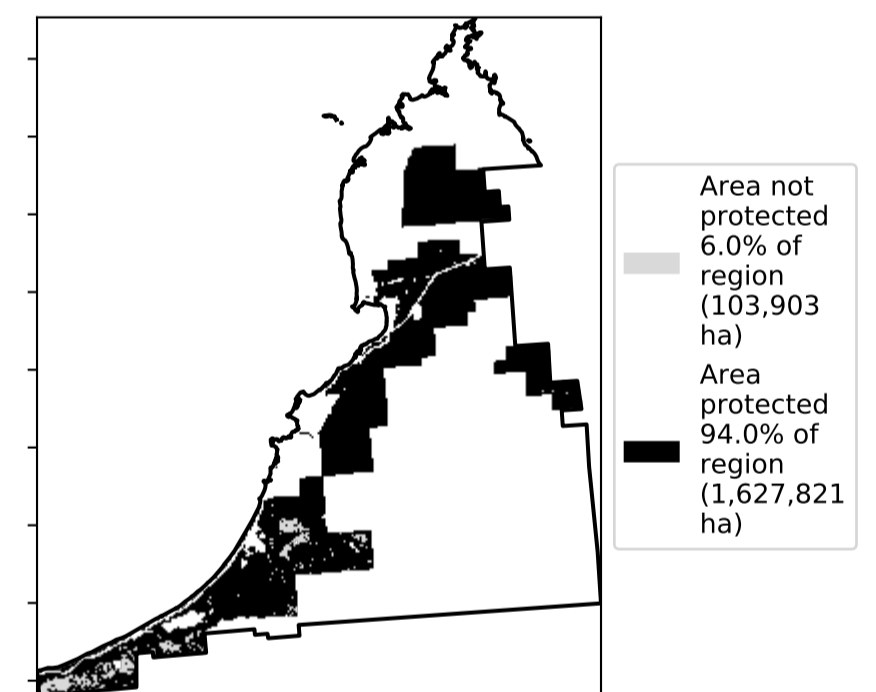 Area not
protected
6.0% of
region
(103,903
ha)
Area
protected
94.0% of
region
(1,627,821
ha)